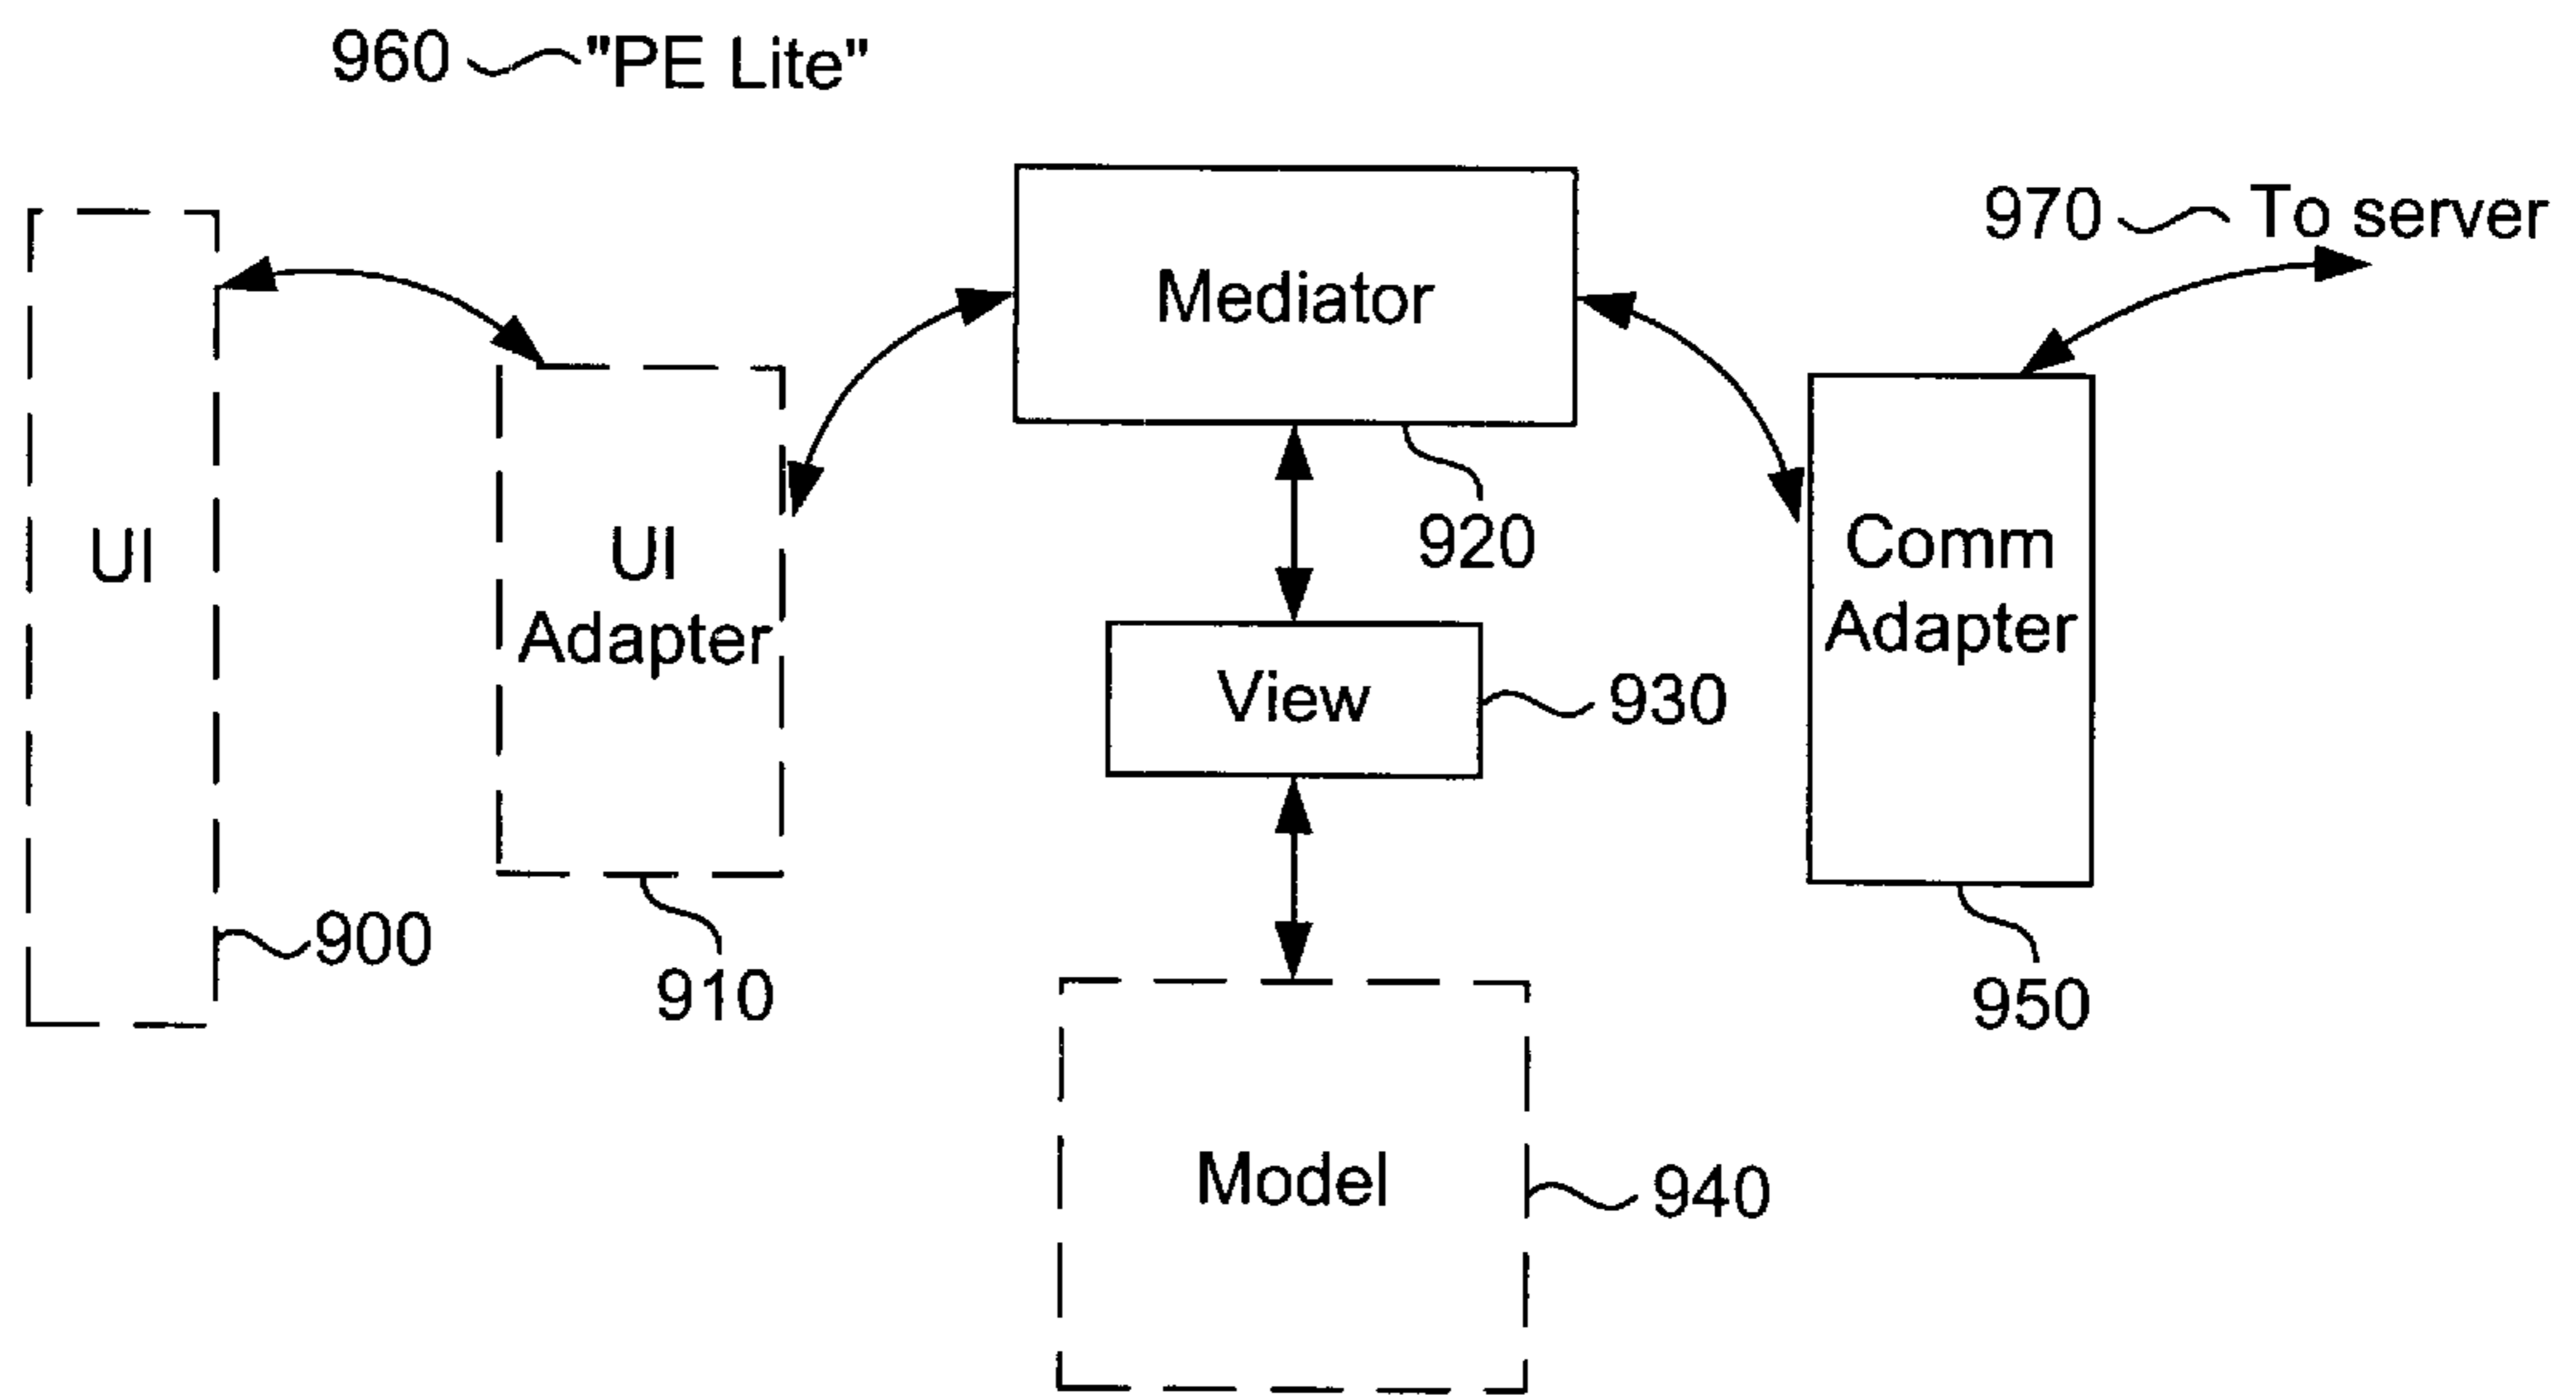 960 "PE Lite"
970 To server
Mediator
UI
UI
Adapter
920
Comm
Adapter
View
930
900
910
950
Model
940